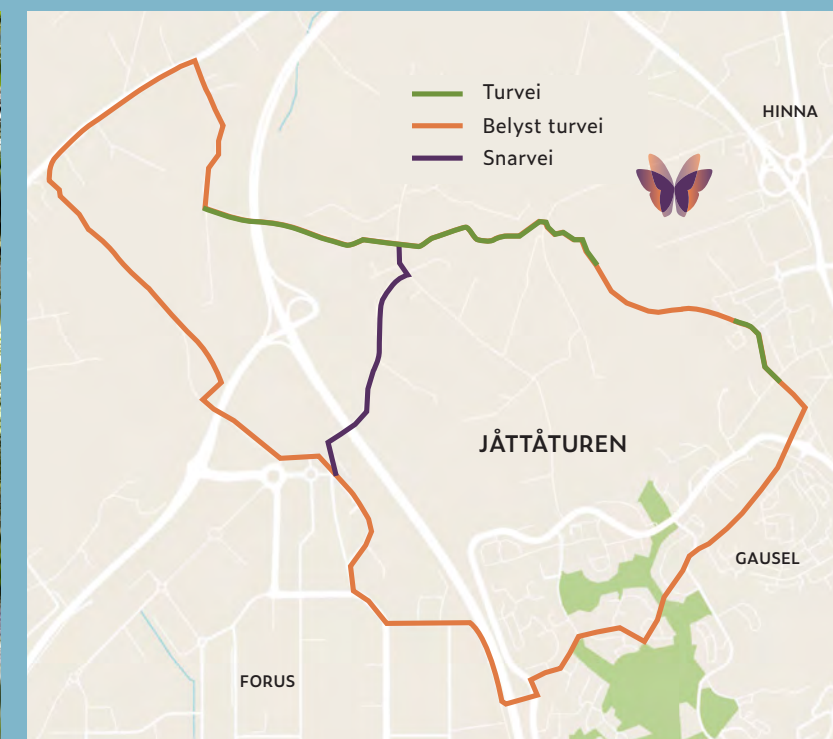 Turvei
Belyst turvei
Snarvei
HINNA
JÅTTÅTUREN
GAUSEL
FORUS